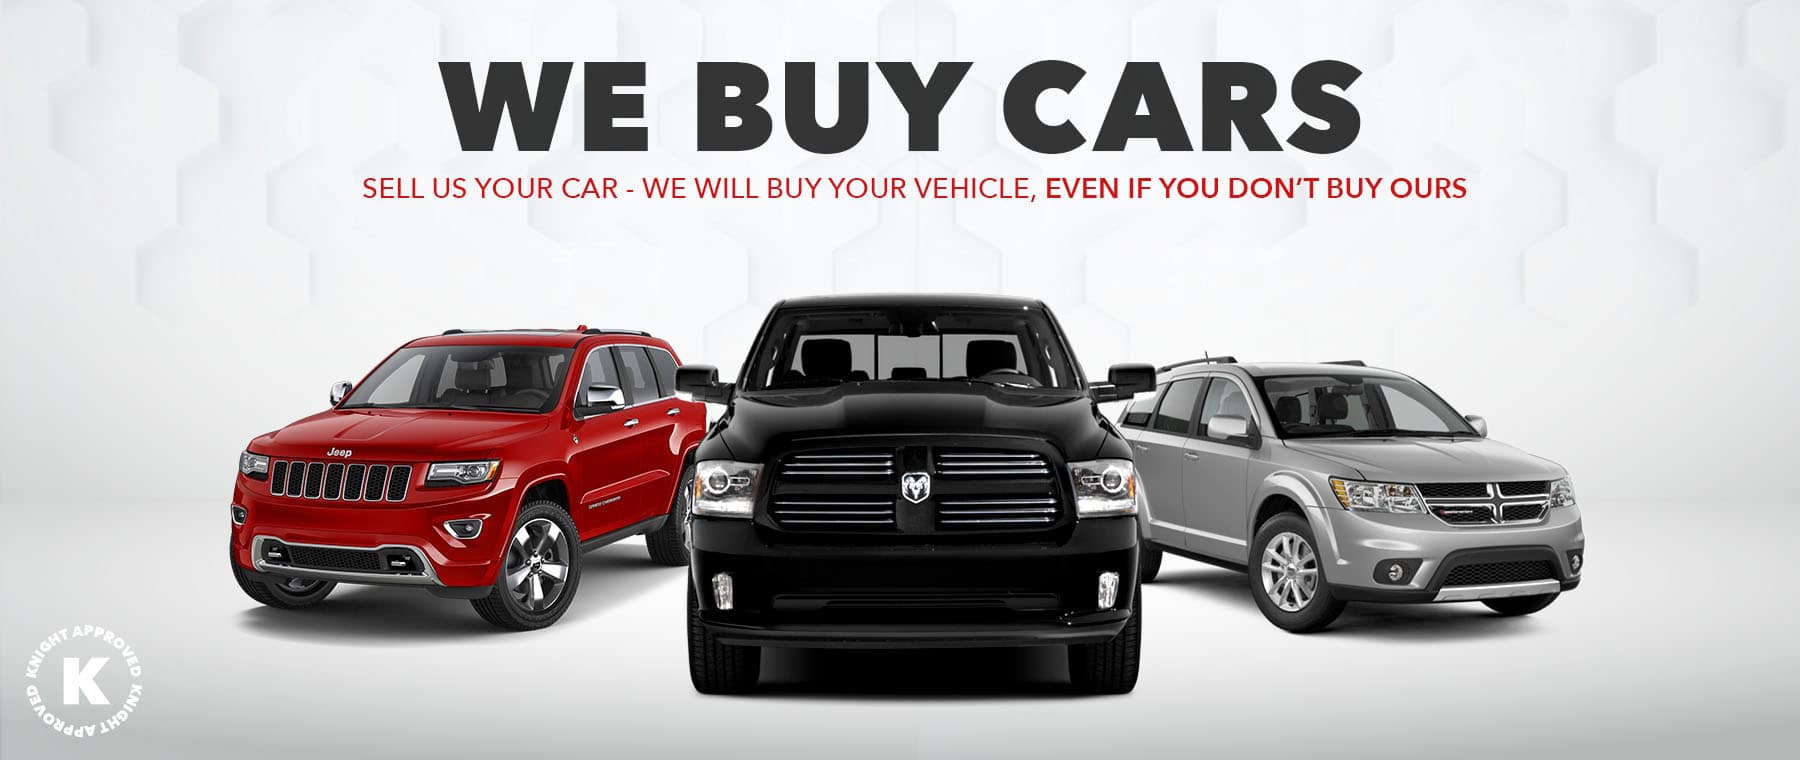 WE BUY CARS
SELL US YOUR CAR - WE WILL BUY YOUR VEHICLE, EVEN IF YOU DON’T BUY OURS
Jeep
KNIGHT APPROVED KNIGHT APPROVED
K